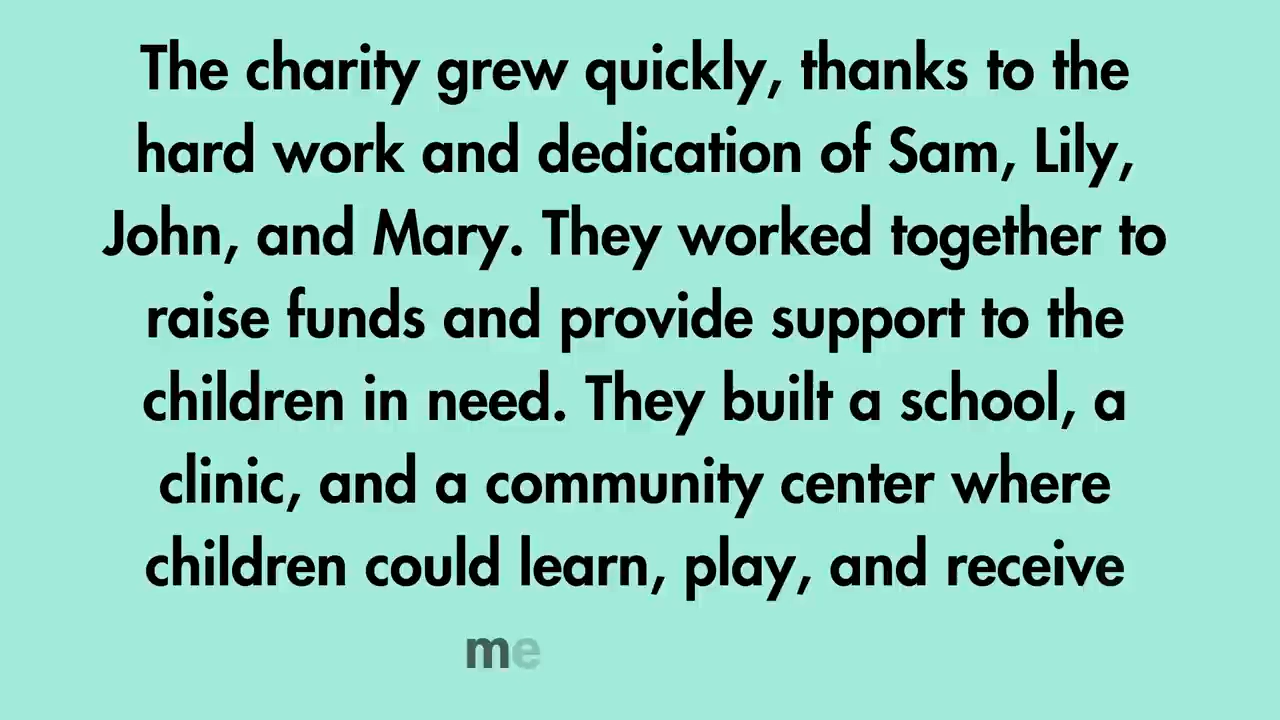 The charity grew quickly, thanks to the
hard work and dedication of Sam, Lily,
John, and Mary. They worked together to
raise funds and provide support to the
children in need. They built a school, a
clinic, and a community center where
children could learn, play, and receive
me